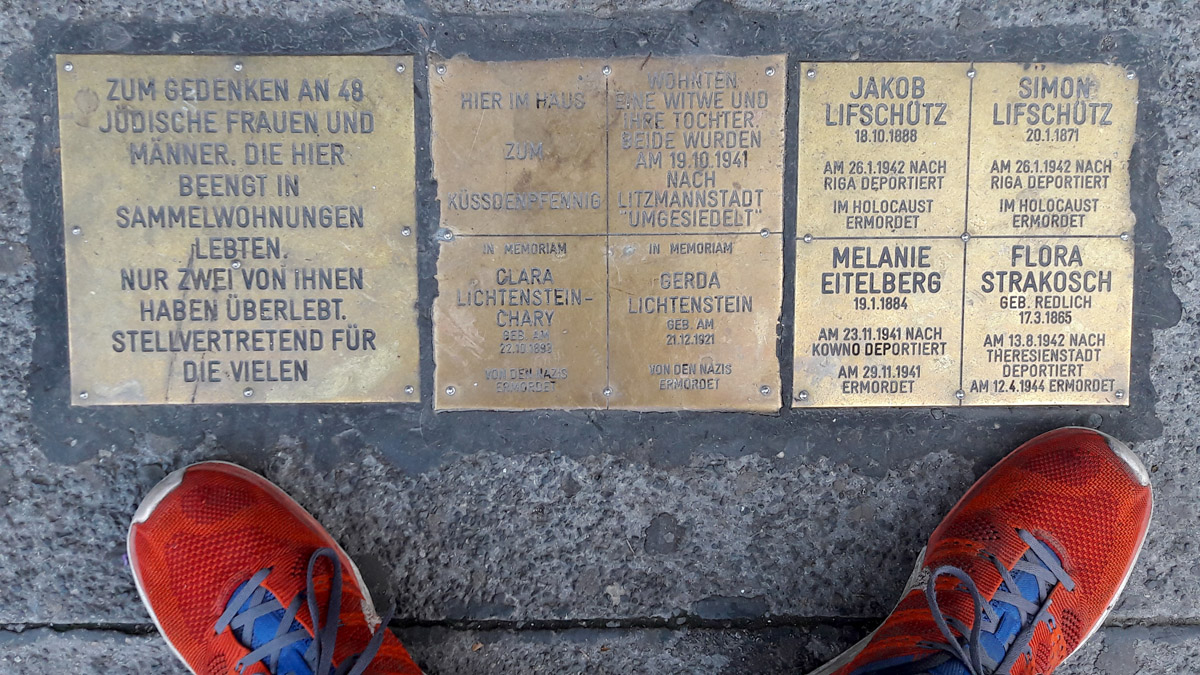 ZUM GEDENKEN AN 48
JÜDISCHE FRAUEN UND
MÄNNER, DIE HIER
BEENGT IN
SAMMELWOHNUNGEN
LEBTEN.
NUR ZWEI VON IHNEN
HABEN ÜBERLEBT.
STELLVERTRETEND FÜR
DIE VIELEN
HIER IM HAUS
ZUM
KÜSSDENPFENNIG
WOHNTEN
EINE WITWE UND
IHRE TOCHTER.
BEIDE WURDEN
AM 19.10.1941
NACH
LITZMANNSTADT
"UMGESIEDELT"
IN MEMORIAM
CLARA
LICHTENSTEIN-
CHARY
GEB. AM
VON DEN NAZIS
ERMORDET
IN MEMORIAM
GERDA
LICHTENSTEIN
GEB. AM
21.12.1921
VON DEN NAZIS
ERMORDET
JAKOB
LIFSCHÜTZ
18.10.1888
AM 26.1.1942 NACH
RIGA DEPORTIERT
IM HOLOCAUST
ERMORDET
SIMON
LIFSCHÜTZ
20.1.1871
AM 26.1.1942 NACH
RIGA DEPORTIERT
IM HOLOCAUST
ERMORDET
MELANIE
EITELBERG
19.1.1884
AM 23.11.1941 NACH
KOWNO DEPORTIERT
AM 29.11.1941
ERMORDET
FLORA
STRAKOSCH
GEB. REDLICH
17.3.1865
AM 13.8.1942 NACH
THERESIENSTADT
DEPORTIERT
AM 12.4.1944 ERMORDET